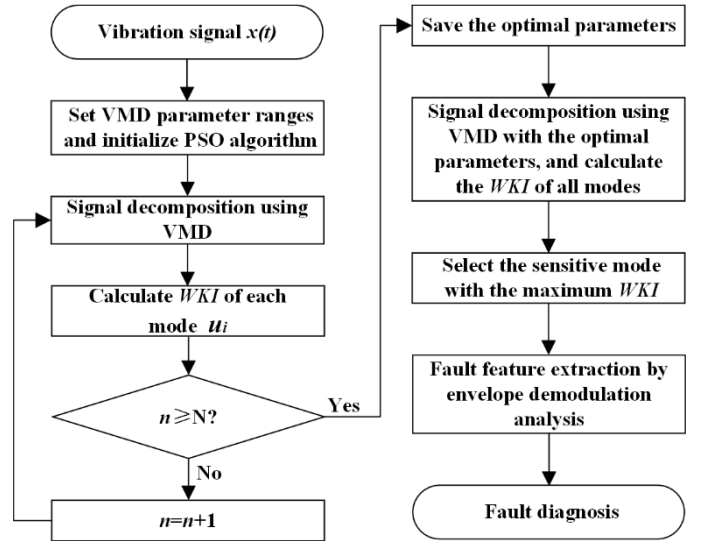 Vibration signal x(t)
Set VMD parameter ranges
and initialize PSO algorithm
Signal decomposition using
VMD
Calculate WKI of each
mode u_i
n≥N?
Yes
No
n=n+1
Save the optimal parameters
Signal decomposition using
VMD with the optimal
parameters, and calculate
the WKI of all modes
Select the sensitive mode
with the maximum WKI
Fault feature extraction by
envelope demodulation
analysis
Fault diagnosis